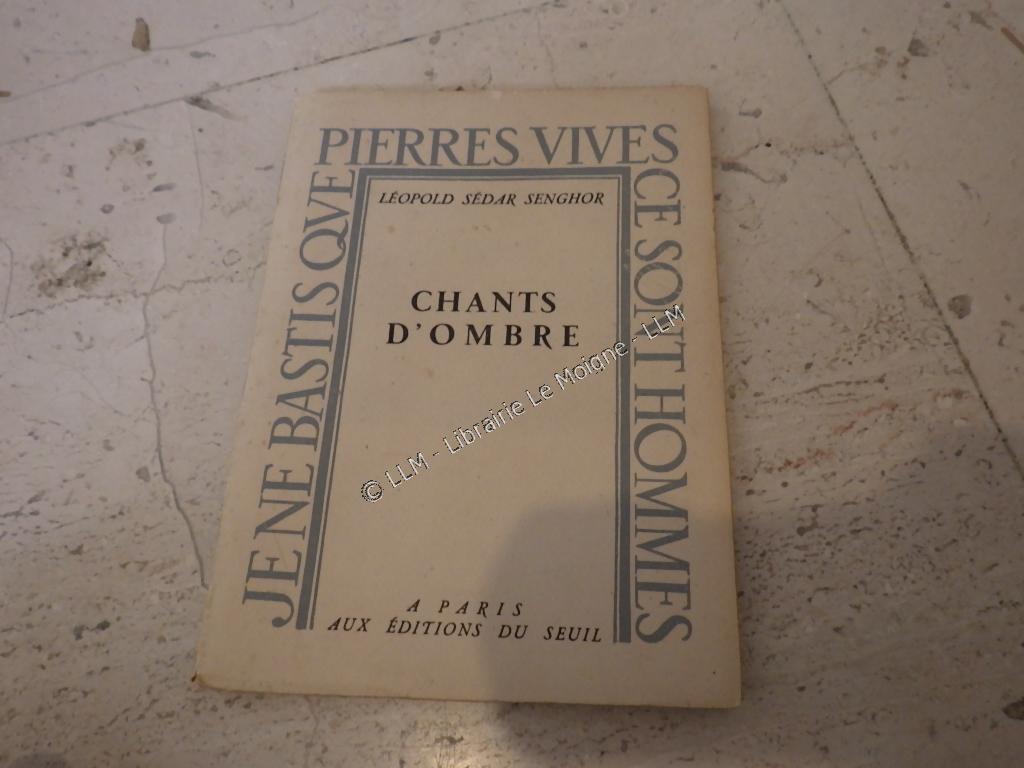 JE NE BASTIS QVE
PIERRES VIVES
CE SONT HOMMES
LÉOPOLD SÉDAR SENGHOR
CHANTS
D'OMBRE
© LLM - Librairie Le Moigne - LLM
A PARIS
AUX ÉDITIONS DU SEUIL